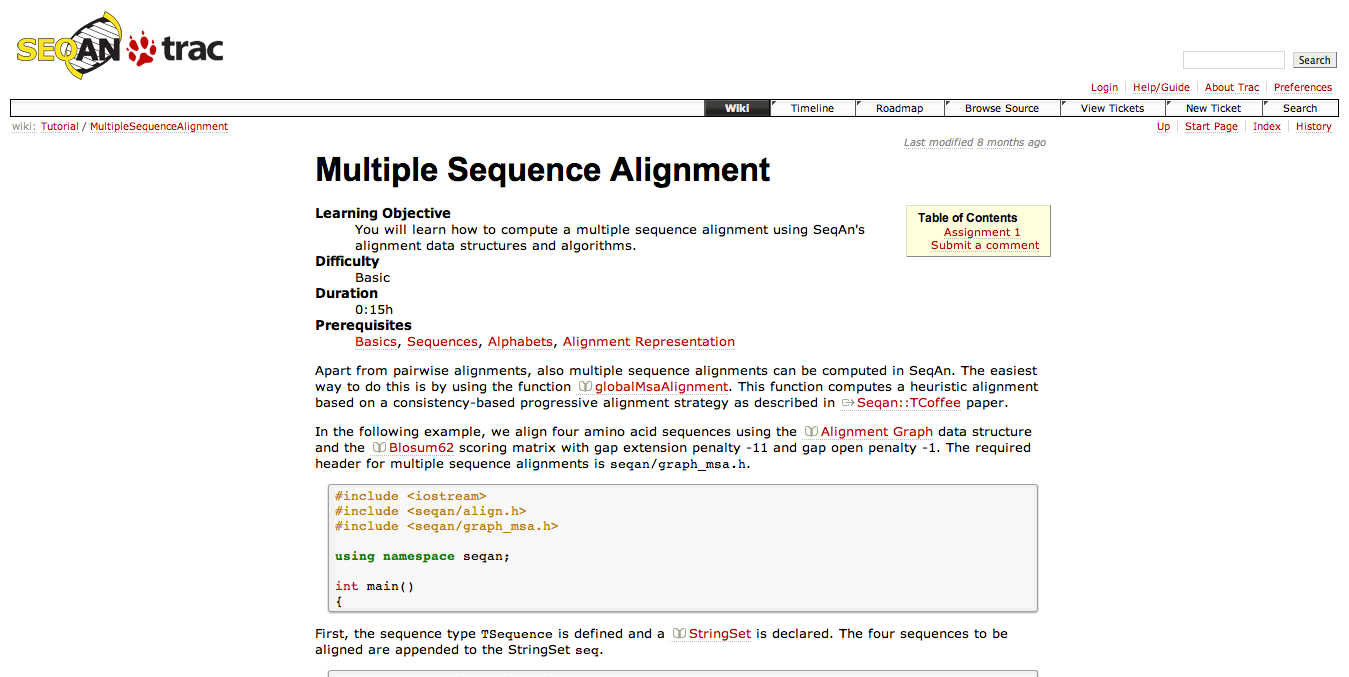 SEQAN trac
Search
Login Help/Guide About Trac Preferences
Wiki Timeline Roadmap Browse Source View Tickets New Ticket Search
wiki: Tutorial / MultipleSequenceAlignment
Up Start Page Index History
Last modified 8 months ago
Multiple Sequence Alignment
Learning Objective
You will learn how to compute a multiple sequence alignment using SeqAn's
alignment data structures and algorithms.
Difficulty
Basic
Duration
0:15h
Prerequisites
Basics, Sequences, Alphabets, Alignment Representation
Table of Contents
Assignment 1
Submit a comment
Apart from pairwise alignments, also multiple sequence alignments can be computed in SeqAn. The easiest
way to do this is by using the function globalMsaAlignment. This function computes a heuristic alignment
based on a consistency-based progressive alignment strategy as described in Seqan::TCoffee paper.
In the following example, we align four amino acid sequences using the Alignment Graph data structure
and the Blosum62 scoring matrix with gap extension penalty -11 and gap open penalty -1. The required
header for multiple sequence alignments is seqan/graph_msa.h.
#include <iostream>
#include <seqan/align.h>
#include <seqan/graph_msa.h>
using namespace seqan;
int main()
{
First, the sequence type TSequence is defined and a StringSet is declared. The four sequences to be
aligned are appended to the StringSet seq.